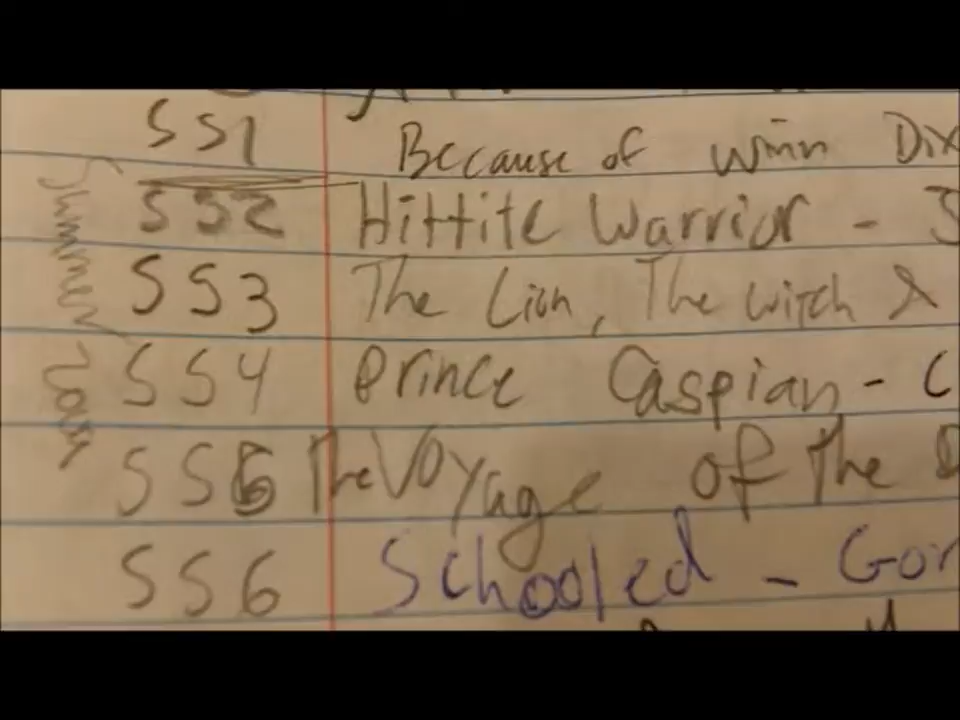 SS1 Because of Winn Dix
SS2 Hittite Warrior - J
SS3 The Lion, The witch &
SS4 Prince Caspian - C
SS5 The Voyage of The D
SS6 Schooled - Gor